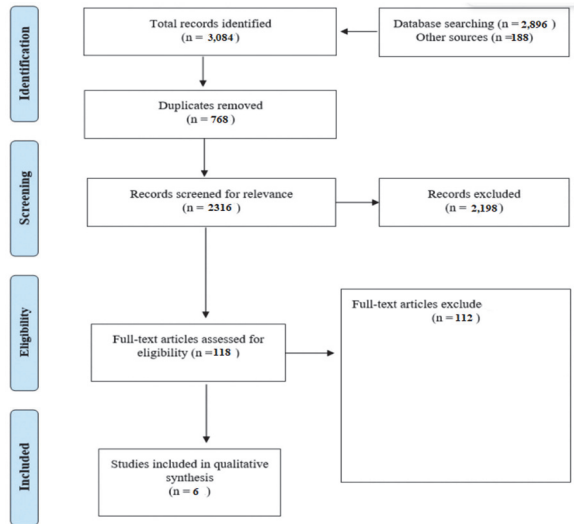 Identification
Total records identified
(n = 3,084)
Database searching (n = 2,896 )
Other sources (n =188)
Duplicates removed
(n = 768 )
Screening
Records screened for relevance
(n = 2316 )
Records excluded
(n = 2,198)
Eligibility
Full-text articles assessed for
eligibility (n =118 )
Full-text articles exclude
(n = 112 )
Included
Studies included in qualitative
synthesis
(n = 6 )